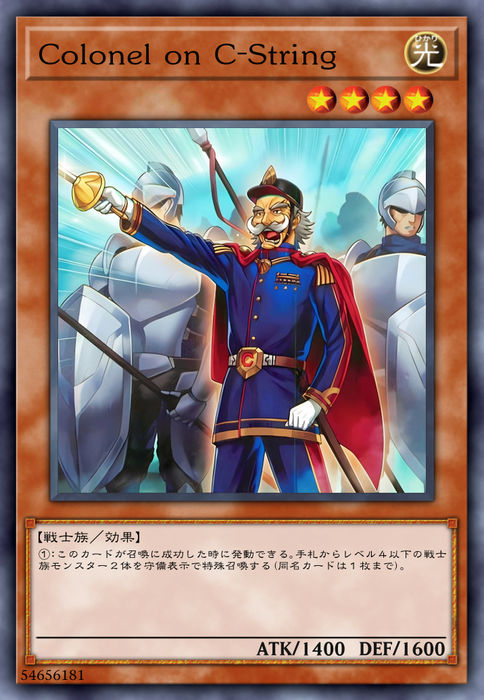 Colonel on C-String
ひかり
光
【戦士族／効果】
①：このカードが召喚に成功した時に発動できる。手札からレベル４以下の戦士
族モンスター２体を守備表示で特殊召喚する(同名カードは１枚まで)。
ATK/1400 DEF/1600
54656181